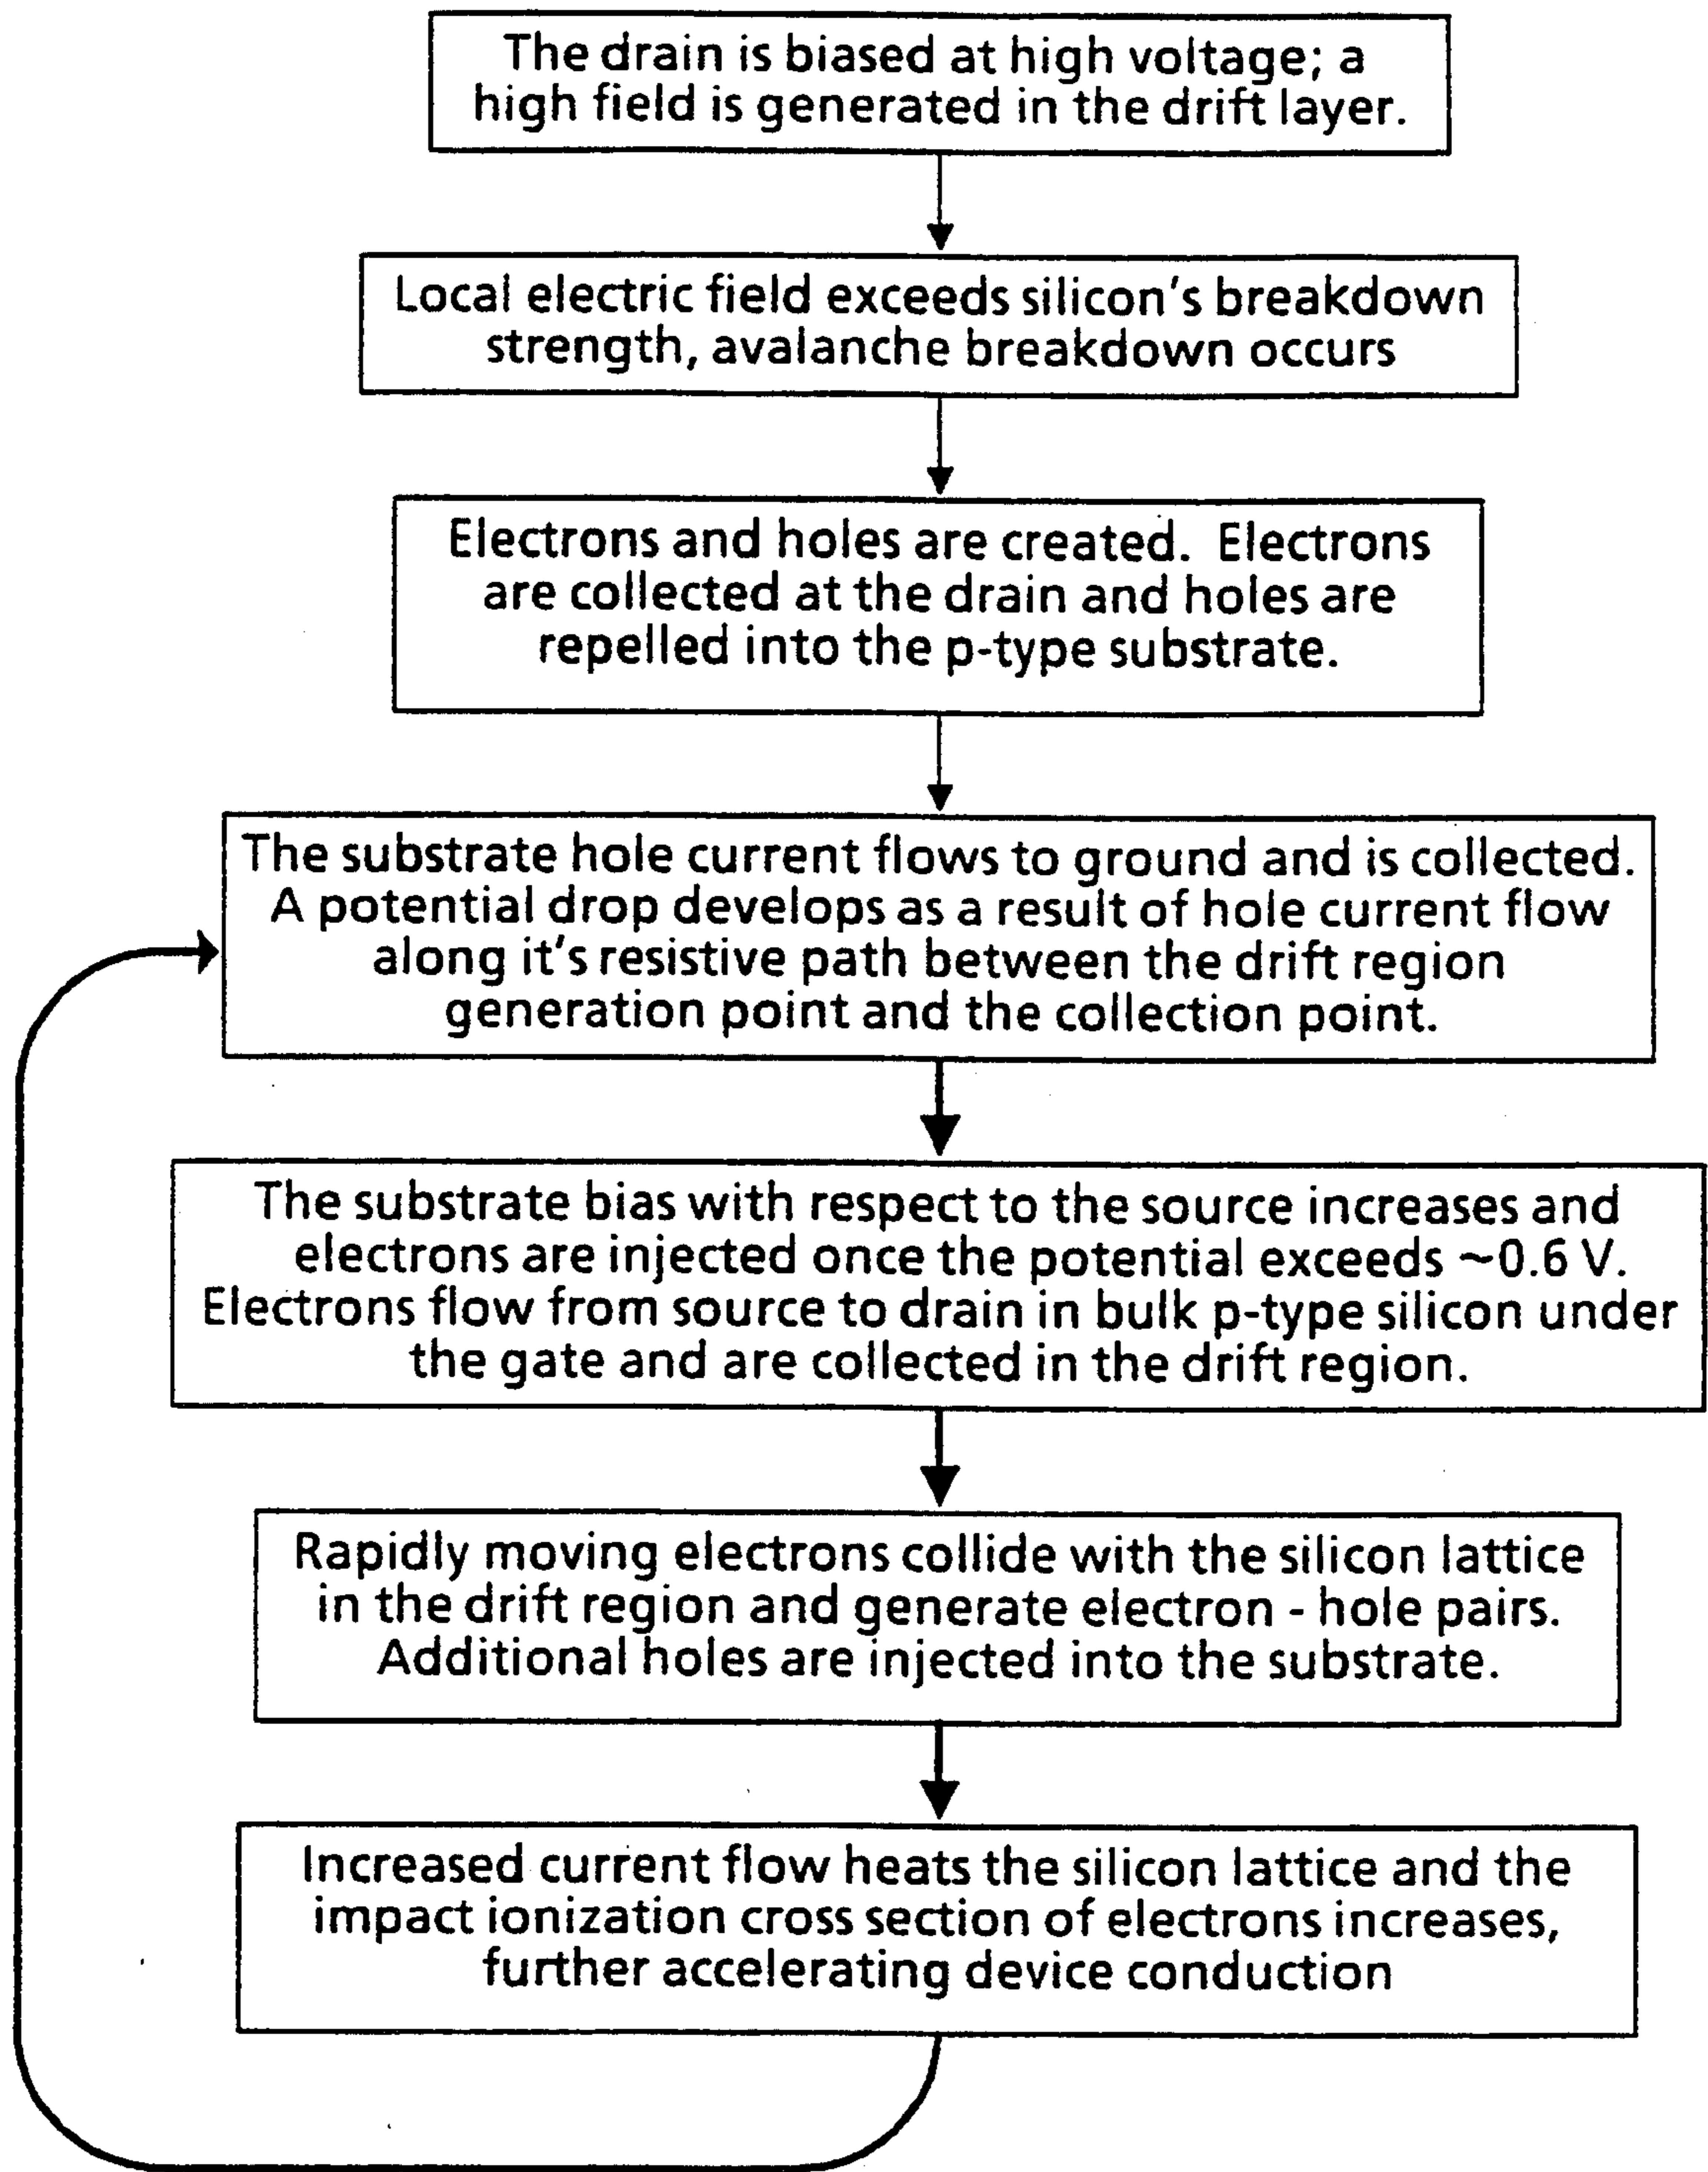 The drain is biased at high voltage; a
high field is generated in the drift layer.
Local electric field exceeds silicon's breakdown
strength, avalanche breakdown occurs
Electrons and holes are created. Electrons
are collected at the drain and holes are
repelled into the p-type substrate.
The substrate hole current flows to ground and is collected.
A potential drop develops as a result of hole current flow
along it's resistive path between the drift region
generation point and the collection point.
The substrate bias with respect to the source increases and
electrons are injected once the potential exceeds ~0.6 V.
Electrons flow from source to drain in bulk p-type silicon under
the gate and are collected in the drift region.
Rapidly moving electrons collide with the silicon lattice
in the drift region and generate electron - hole pairs.
Additional holes are injected into the substrate.
Increased current flow heats the silicon lattice and the
impact ionization cross section of electrons increases,
further accelerating device conduction